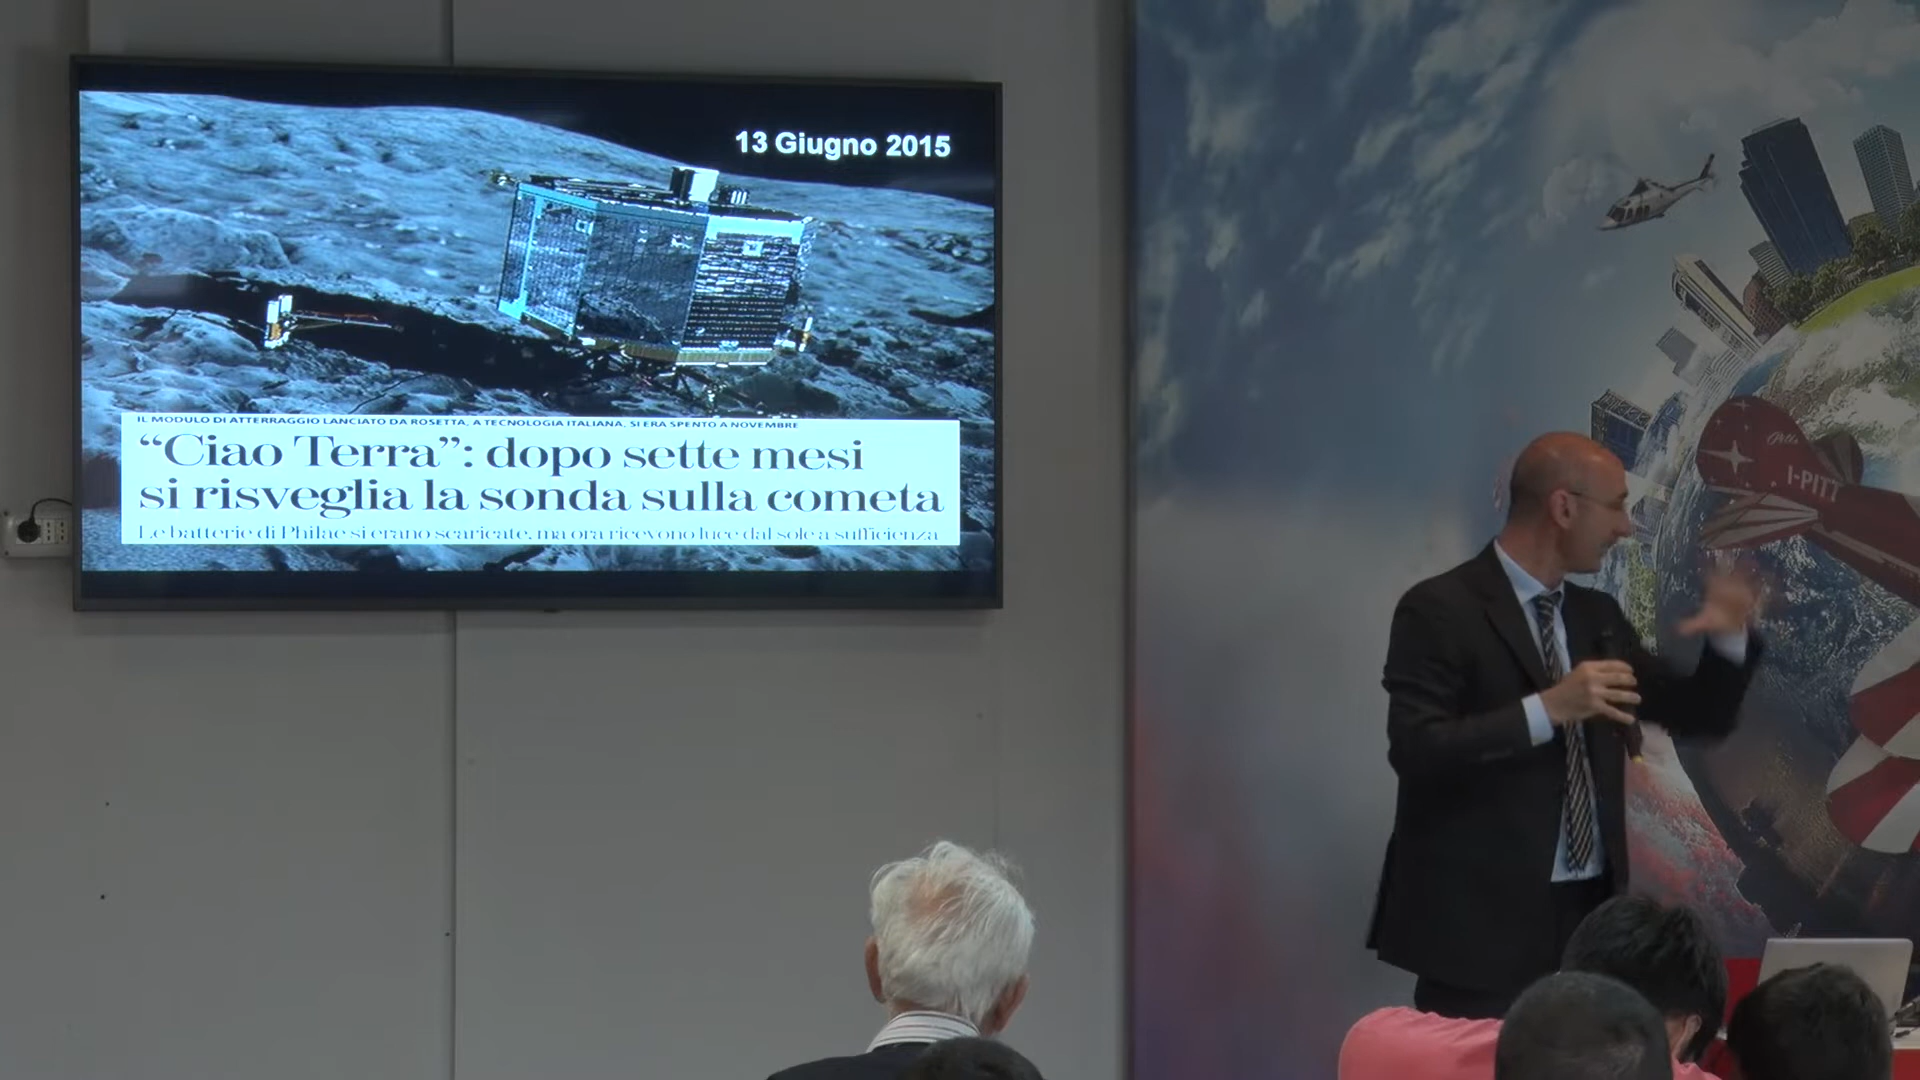 13 Giugno 2015
IL MODULO DI ATTERRAGGIO LANCIATO DA ROSETTA, A TECNOLOGIA ITALIANA, SI ERA SPENTO A NOVEMBRE
“Ciao Terra”: dopo sette mesi
si risveglia la sonda sulla cometa
Le batterie di Philae si erano scaricate, ma ora ricevono luce dal sole a sufficienza
I-PITT